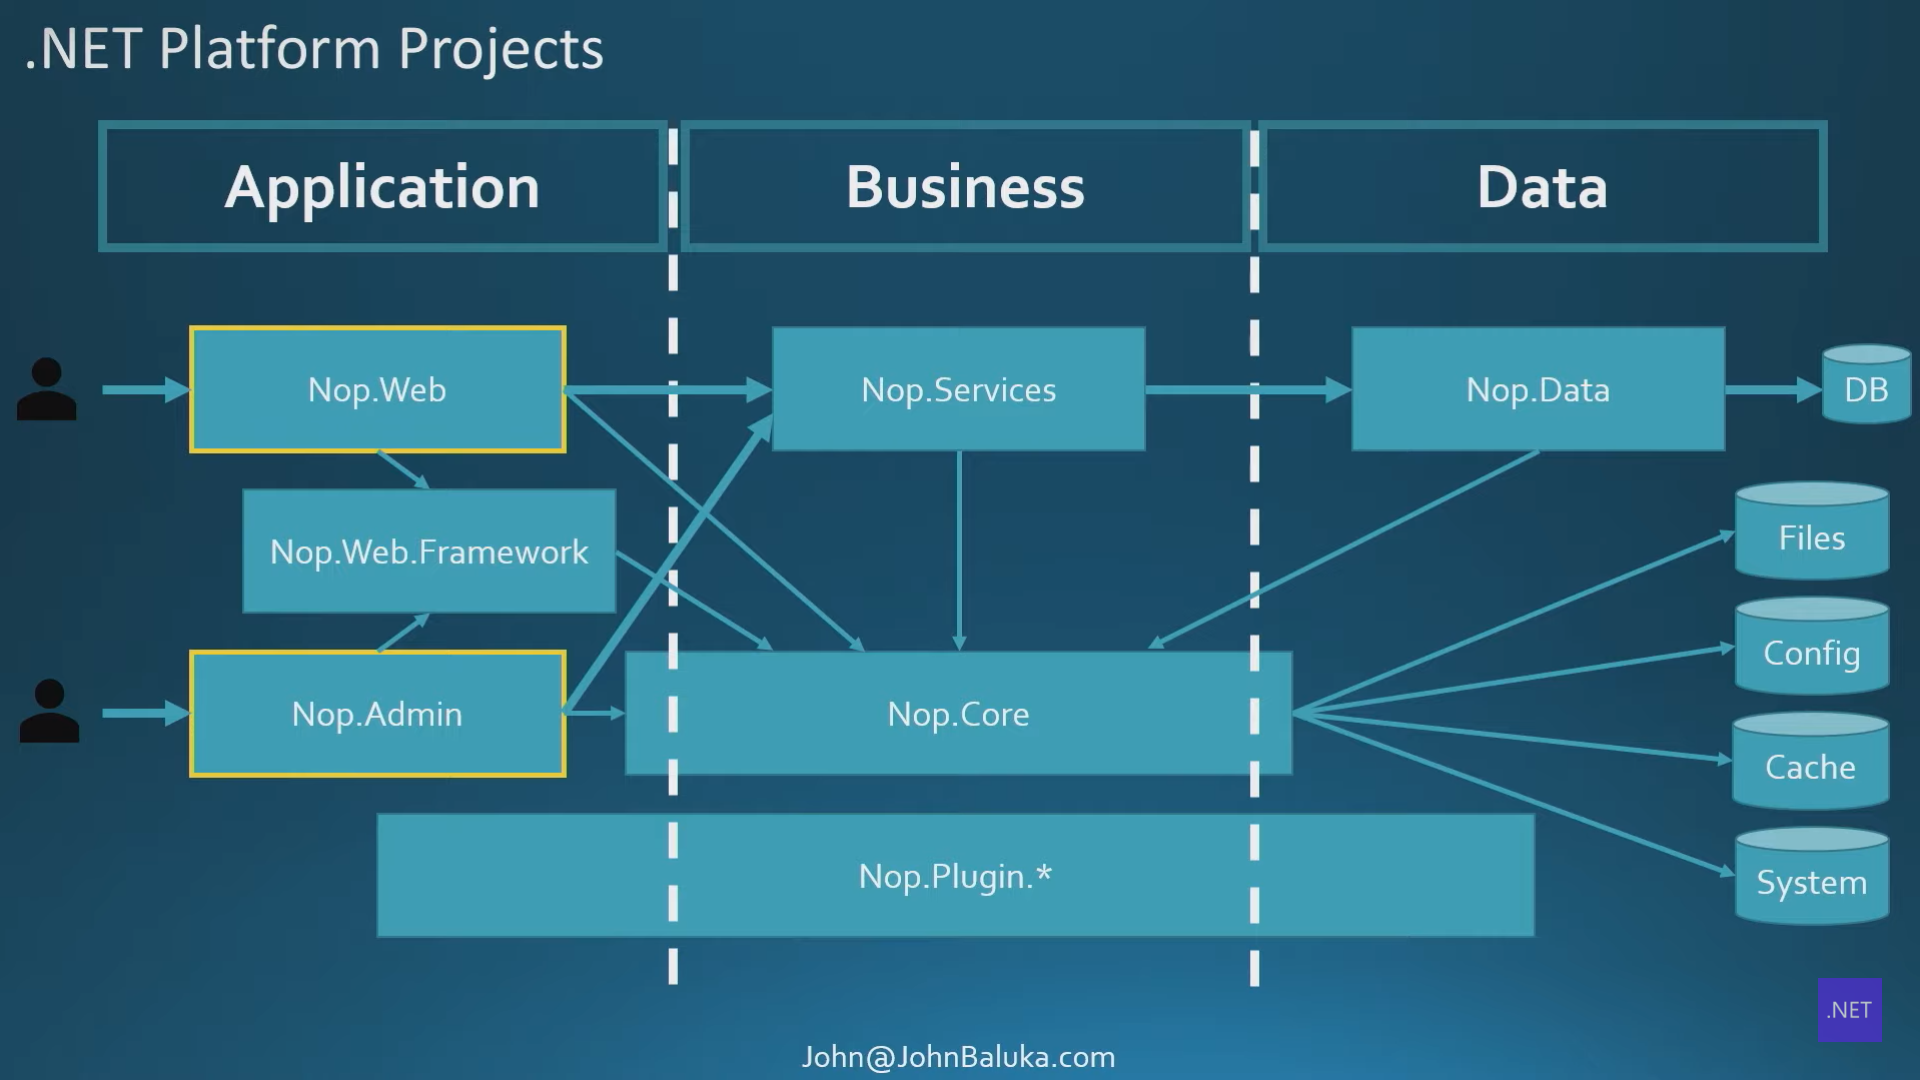 .NET Platform Projects
Application
Business
Data
Nop.Web
Nop.Services
Nop.Data
DB
Nop.Web.Framework
Files
Config
Nop.Admin
Nop.Core
Cache
Nop.Plugin.*
System
.NET
John@JohnBaluka.com